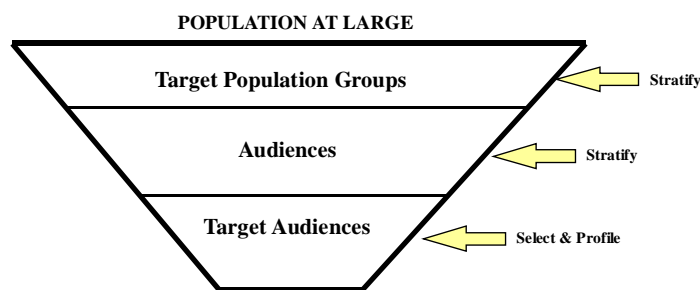 POPULATION AT LARGE
Target Population Groups
Stratify
Audiences
Stratify
Target Audiences
Select & Profile